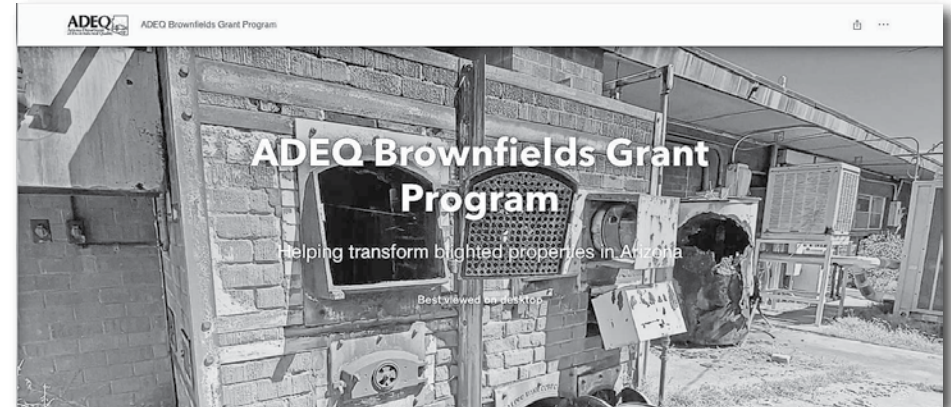 ADEQ
ADEQ Brownfields Grant Program
ADEQ Brownfields Grant
Program
Helping transform blighted properties in Arizona
Best viewed on desktop